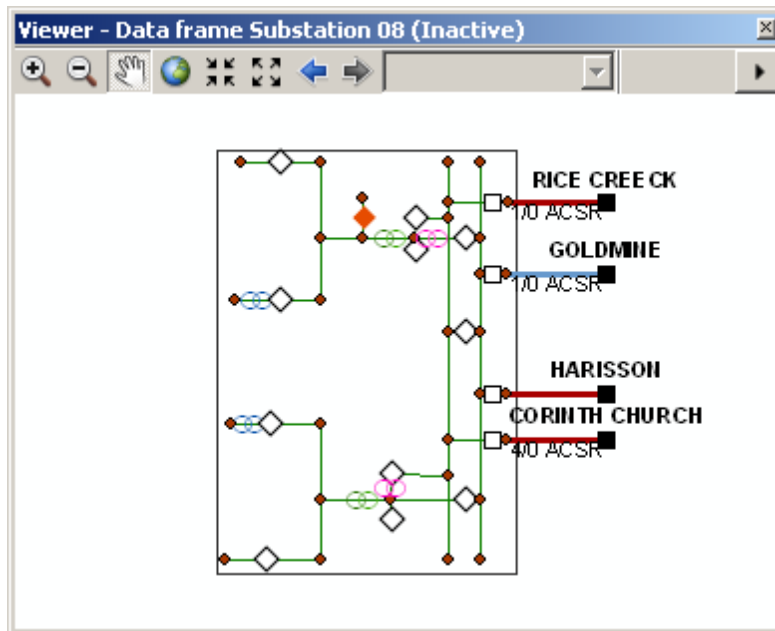 Viewer - Data frame Substation 08 (Inactive)
RICE CREECK
1/0 ACSR
GOLDMINE
1/0 ACSR
HARISSON
CORINTH CHURCH
4/0 ACSR